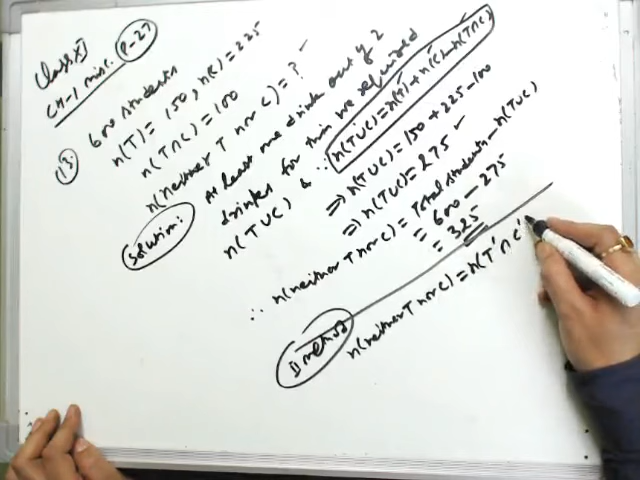 Class XI
CH-1 misc. P-27
13. 600 students
n(T) = 150, n(C) = 225
n(T∩C) = 100
n(neither T nor C) = ?
Solution: At least one drink out of 2
drinks for this we required
n(T∪C) & ∵ n(T∪C) = n(T) + n(C) - n(T∩C)
⇒ n(T∪C) = 150 + 225 - 100
⇒ n(T∪C) = 275
∴ n(neither T nor C) = Total students - n(T∪C)
= 600 - 275
= 325
II method
n(neither T nor C) = n(T'∩C'